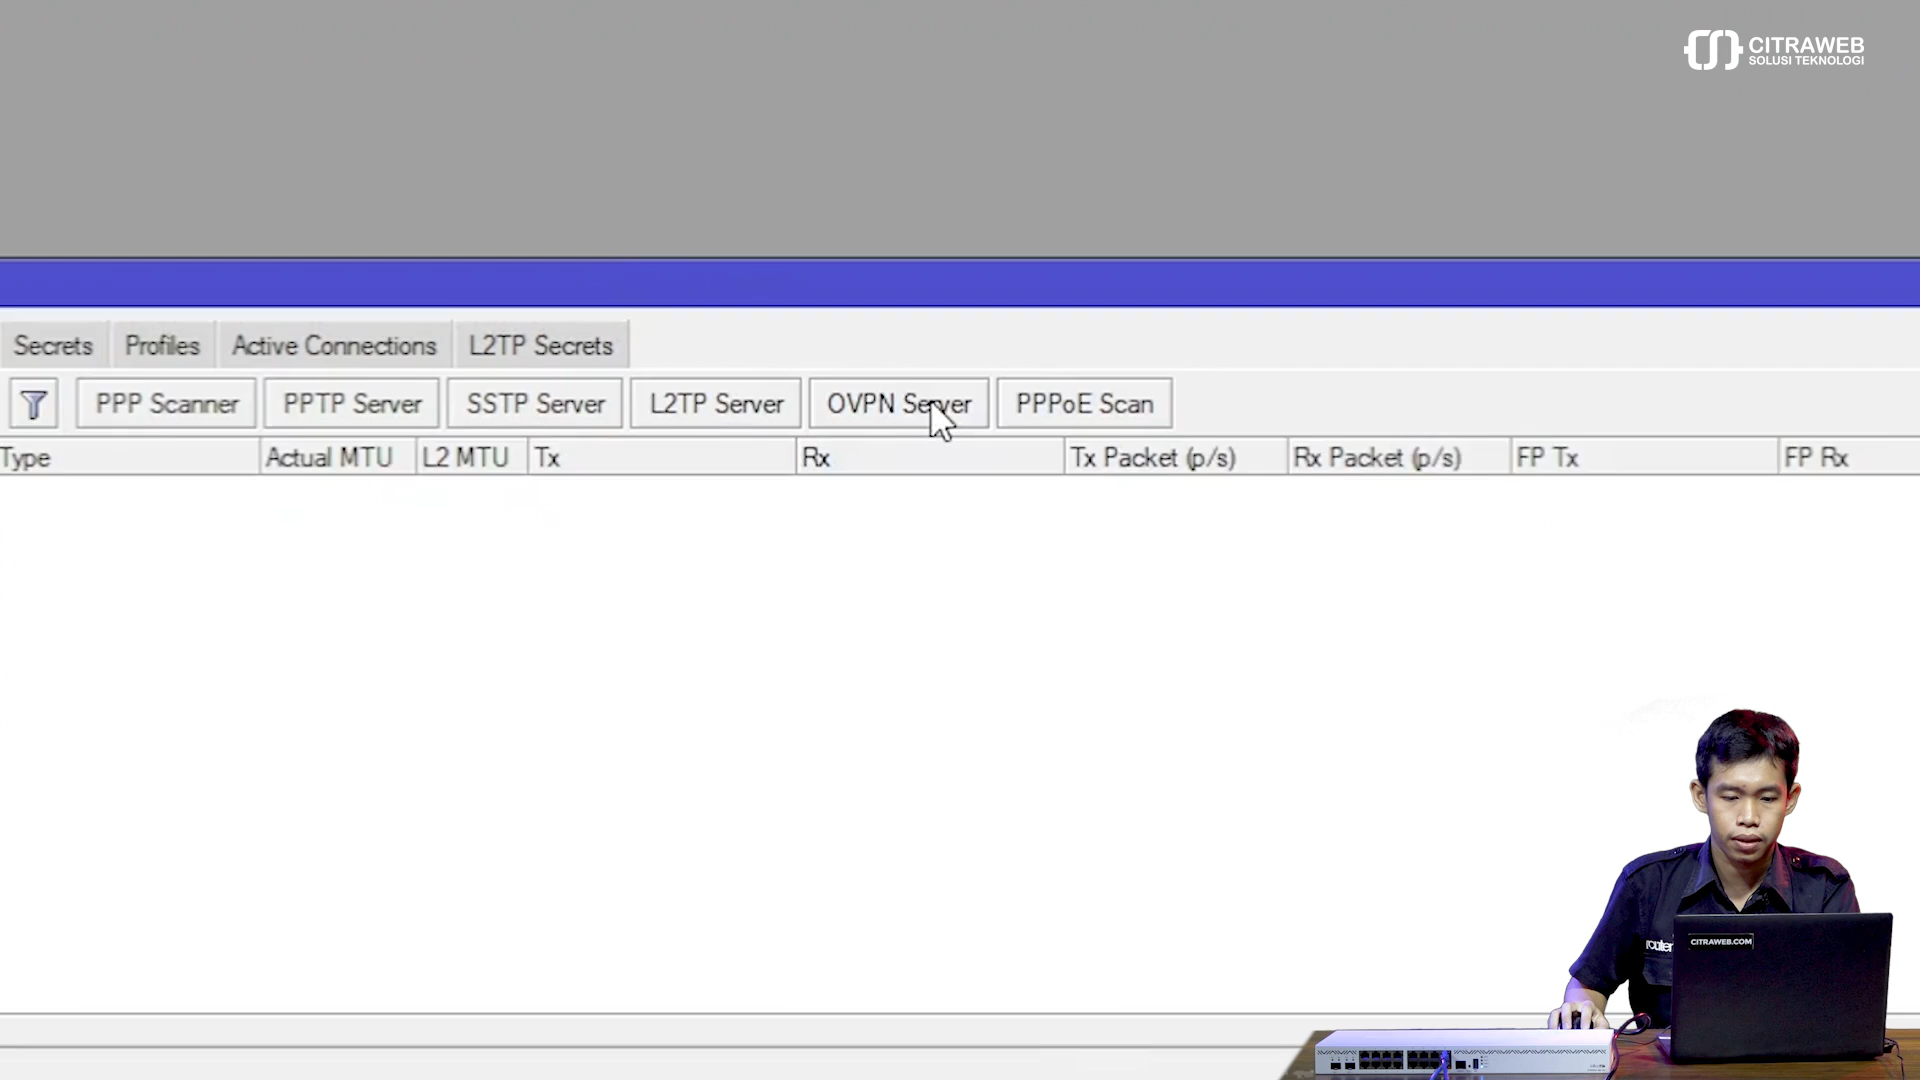 CITRAWEB
SOLUSI TEKNOLOGI
Secrets Profiles Active Connections L2TP Secrets
PPP Scanner PPTP Server SSTP Server L2TP Server OVPN Server PPPoE Scan
Type Actual MTU L2 MTU Tx Rx Tx Packet (p/s) Rx Packet (p/s) FP Tx FP Rx
CITRAWEB.COM